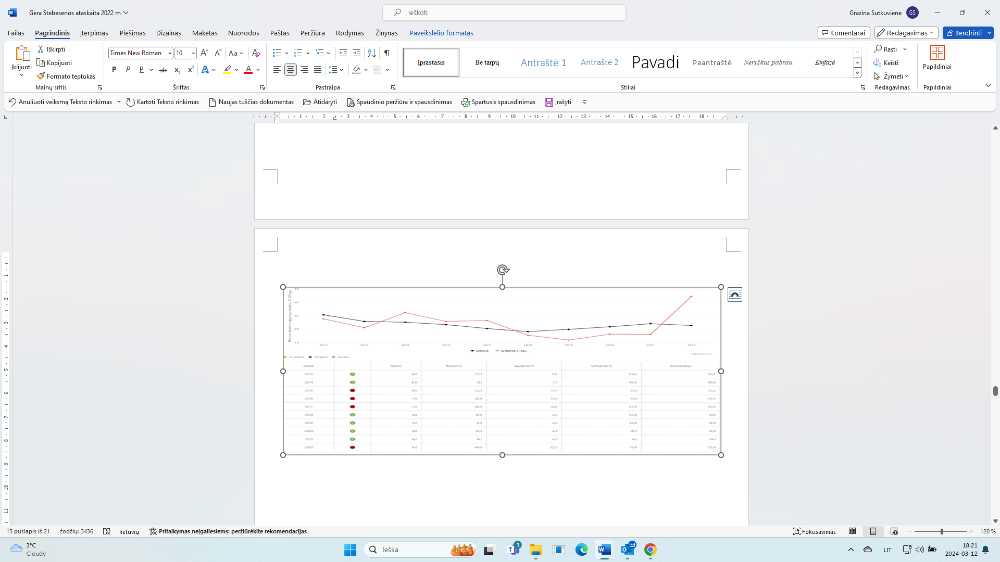 Gera Stebėsenos ataskaita 2022 m
Ieškoti
Grazina Sutkuviene GS
Failas Pagrindinis Įterpimas Piešimas Dizainas Maketas Nuorodos Paštas Peržiūra Rodymas Žinynas Paveikslėlio formatas
Komentarai Redagavimas Bendrinti
Įklijuoti
Iškirpti
Kopijuoti
Formato teptukas
Mainų sritis
Times New Roman 10
Šriftas
Pastraipa
Įprastasis Be tarpų Antraštė 1 Antraštė 2 Pavadi Paantraštė Emfazė
Stiliai
Rasti
Keisti
Žymėti
Redagavimas
Papildiniai
Papildiniai
Anuliuoti veiksmą Teksto rinkimas Kartoti Teksto rinkimas Naujas tuščias dokumentas Atidaryti Spaudinio peržiūra ir spausdinimas Spartusis spausdinimas Įrašyti
1 2 3 4 5 6 7 8 9 10 11 12 13 14 15 16 17 18
50
40
30
20
10
2013 2014 2015 2016 2017 2018 2019 2020 2021 2022
Lietuva Jurbarko r. sav.
Highcharts.com
Panašus Blogiau Geriau
Metai Kiekis Reikšmė Apatinis PI Viršutinis PI Kontekstas
2013 8,0 27,7 11,9 54,5 30,7
2014 6,0 21,1 7,7 46,0 25,8
2015 9,0 32,3 14,7 61,3 25,2
2016 7,0 25,8 10,3 53,1 23,4
2017 7,0 26,5 10,6 54,6 20,5
2018 4,0 15,5 4,2 39,6 18,2
2019 3,0 11,9 2,4 34,9 19,9
2020 4,0 16,3 4,4 41,7 21,8
2021 4,0 16,1 4,3 41,1 24,1
2022 11,0 44,5 22,2 79,6 22,8
15 puslapis iš 21 žodžių: 3436 lietuvių Pritaikymas neįgaliesiems: peržiūrėkite rekomendacijas
Fokusavimas 120 %
3°C
Cloudy
Ieška
LIT
18:21
2024-03-12